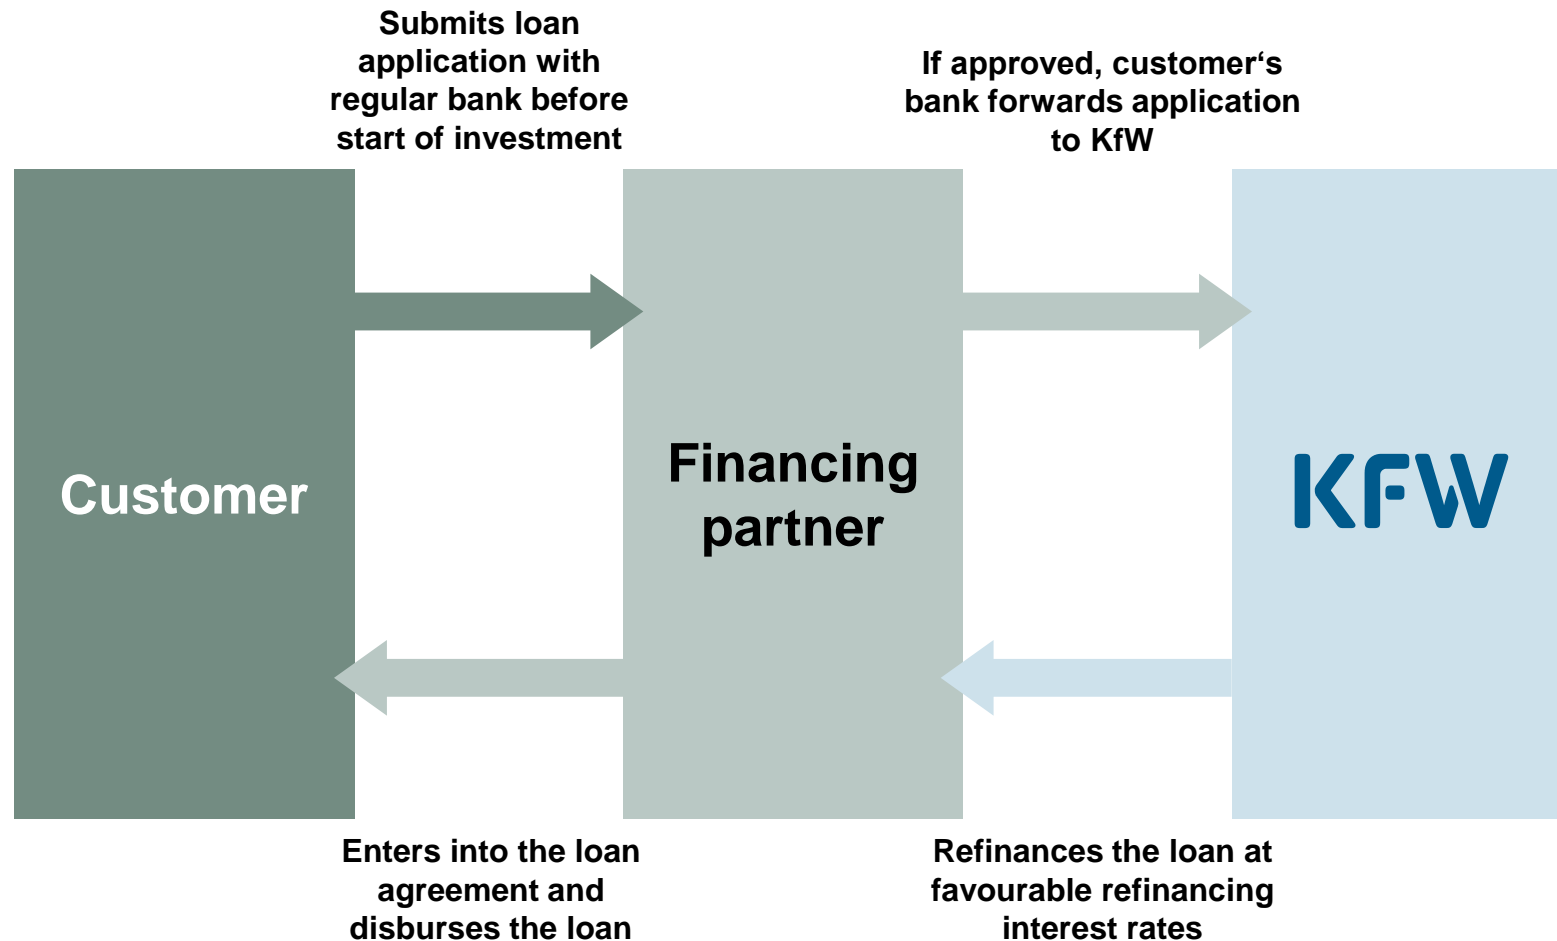 Submits loan
application with
regular bank before
start of investment
If approved, customer‘s
bank forwards application
to KfW
Customer
Financing
partner
KFW
Enters into the loan
agreement and
disburses the loan
Refinances the loan at
favourable refinancing
interest rates